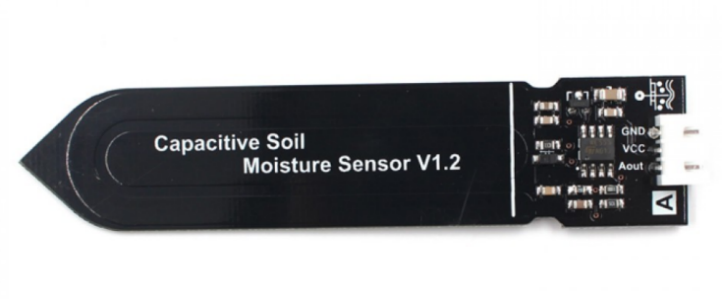 Capacitive Soil
Moisture Sensor V1.2
GND
VCC
Aout
A